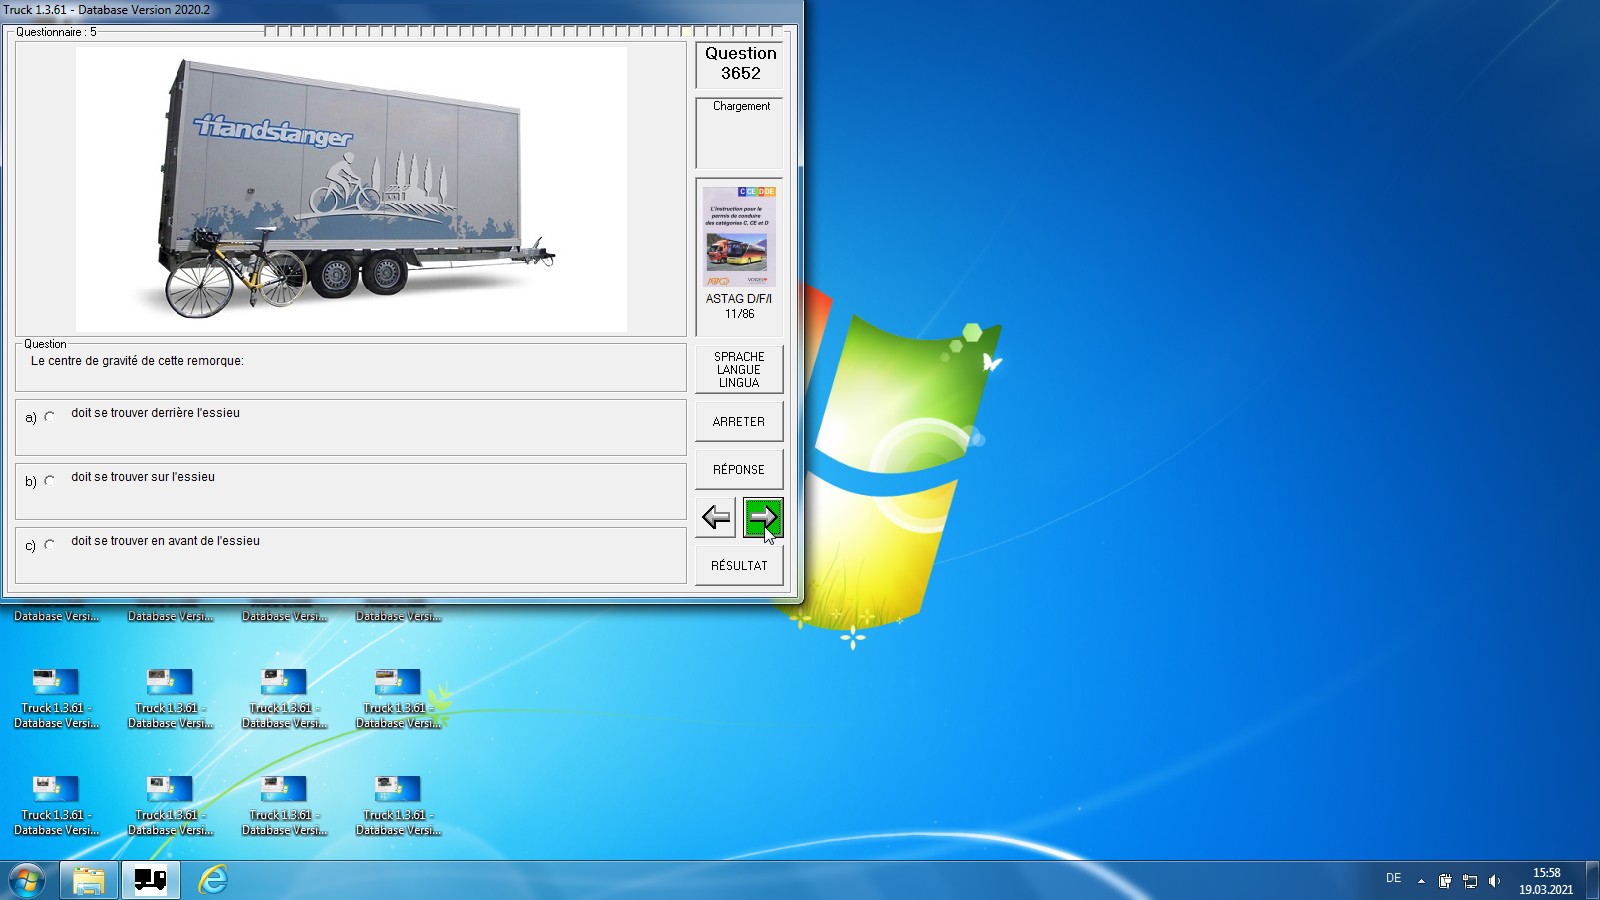 Truck 1.3.61 - Database Version 2020.2
Questionnaire : 5
Handstanger
Question
3652
Chargement
C CE D DE
L'instruction pour le
permis de conduire
des catégories C, CE et D
ASTAG D/F/I
11/86
Question
Le centre de gravité de cette remorque:
SPRACHE
LANGUE
LINGUA
a) doit se trouver derrière l'essieu
ARRETER
b) doit se trouver sur l'essieu
RÉPONSE
c) doit se trouver en avant de l'essieu
RÉSULTAT
Database Versi...
Database Versi...
Database Versi...
Database Versi...
Truck 1.3.61 -
Database Versi...
Truck 1.3.61 -
Database Versi...
Truck 1.3.61 -
Database Versi...
Truck 1.3.61 -
Database Versi...
Truck 1.3.61 -
Database Versi...
Truck 1.3.61 -
Database Versi...
Truck 1.3.61 -
Database Versi...
Truck 1.3.61 -
Database Versi...
DE
15:58
19.03.2021